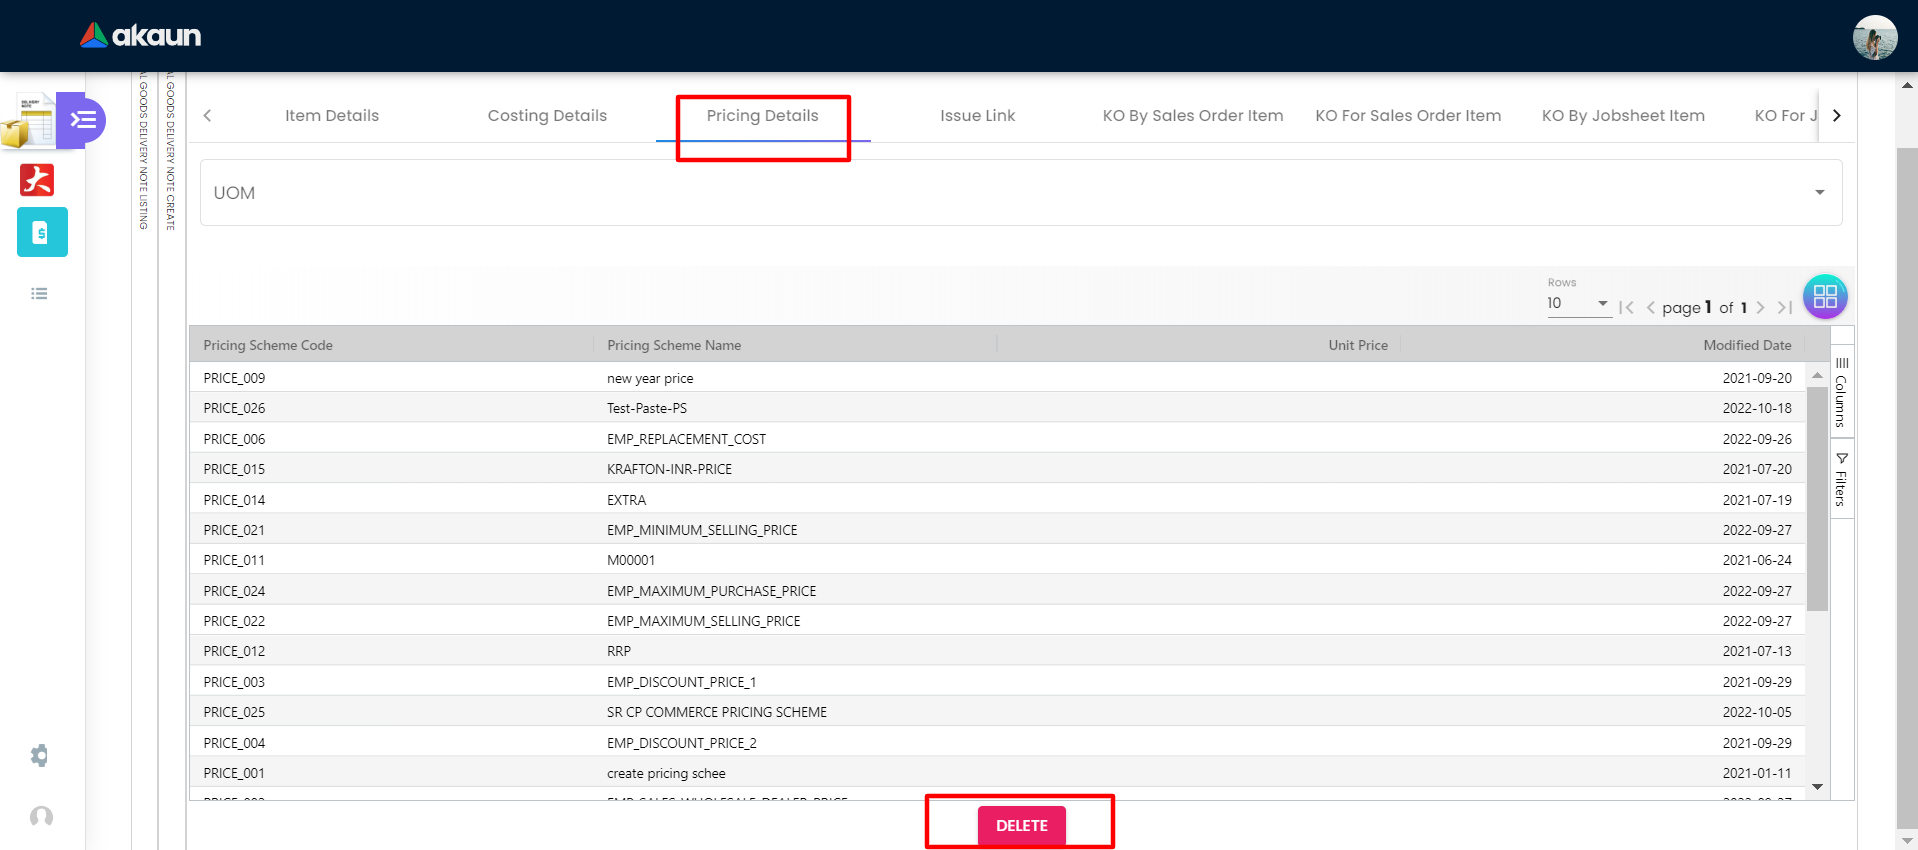 akaun
DELIVERY NOTE
AL GOODS DELIVERY NOTE LISTING
AL GOODS DELIVERY NOTE CREATE
Item Details
Costing Details
Pricing Details
Issue Link
KO By Sales Order Item
KO For Sales Order Item
KO By Jobsheet Item
KO For J
UOM
Rows
10
page 1 of 1
Pricing Scheme Code Pricing Scheme Name Unit Price Modified Date
PRICE_009 new year price 2021-09-20
PRICE_026 Test-Paste-PS 2022-10-18
PRICE_006 EMP_REPLACEMENT_COST 2022-09-26
PRICE_015 KRAFTON-INR-PRICE 2021-07-20
PRICE_014 EXTRA 2021-07-19
PRICE_021 EMP_MINIMUM_SELLING_PRICE 2022-09-27
PRICE_011 M00001 2021-06-24
PRICE_024 EMP_MAXIMUM_PURCHASE_PRICE 2022-09-27
PRICE_022 EMP_MAXIMUM_SELLING_PRICE 2022-09-27
PRICE_012 RRP 2021-07-13
PRICE_003 EMP_DISCOUNT_PRICE_1 2021-09-29
PRICE_025 SR CP COMMERCE PRICING SCHEME 2022-10-05
PRICE_004 EMP_DISCOUNT_PRICE_2 2021-09-29
PRICE_001 create pricing schee 2021-01-11
Columns
Filters
DELETE